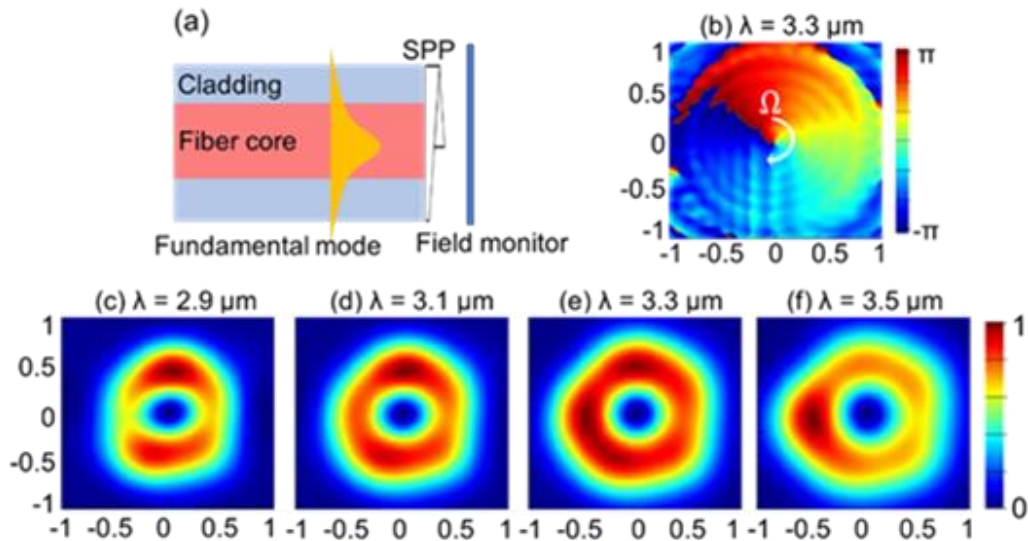 (a)
SPP
Cladding
Fiber core
Fundamental mode
Field monitor
(b) λ = 3.3 μm
1
0.5
0
-0.5
-1
-1 -0.5 0 0.5 1
Ω
π
-π
(c) λ = 2.9 μm
(d) λ = 3.1 μm
(e) λ = 3.3 μm
(f) λ = 3.5 μm
1
0.5
0
-0.5
-1
-1 -0.5 0 0.5 1
-1 -0.5 0 0.5 1
-1 -0.5 0 0.5 1
-1 -0.5 0 0.5 1
1
0